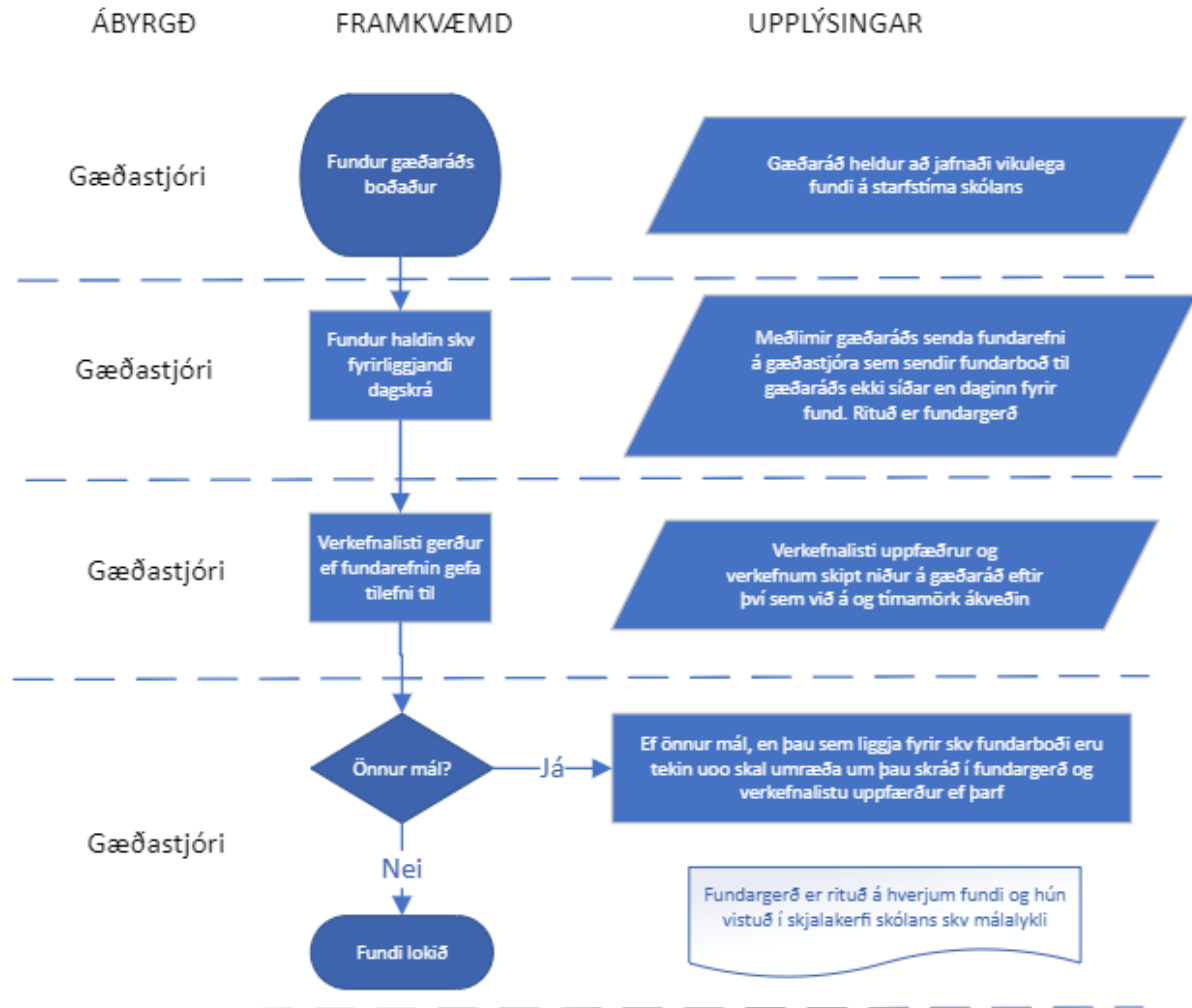 ÁBYRGÐ
FRAMKVÆMD
UPPLÝSINGAR
Gæðastjóri
Fundur gæðaráðs
boðaður
Gæðaráð heldur að jafnaði vikulega
fundi á starfstíma skólans
Gæðastjóri
Fundur haldin skv
fyrirliggjandi
dagskrá
Meðlimir gæðaráðs senda fundarefni
á gæðastjóra sem sendir fundarboð til
gæðaráðs ekki síðar en daginn fyrir
fund. Rituð er fundargerð
Gæðastjóri
Verkefnalisti gerður
ef fundarefnin gefa
tilefni til
Verkefnalisti uppfæðrur og
verkefnum skipt niður á gæðaráð eftir
því sem við á og tímamörk ákveðin
Gæðastjóri
Önnur mál?
Já
Ef önnur mál, en þau sem liggja fyrir skv fundarboði eru
tekin uoo skal umræða um þau skráð í fundargerð og
verkefnalistu uppfærður ef þarf
Nei
Fundi lokið
Fundargerð er rituð á hverjum fundi og hún
vistuð í skjalakerfi skólans skv málalykli